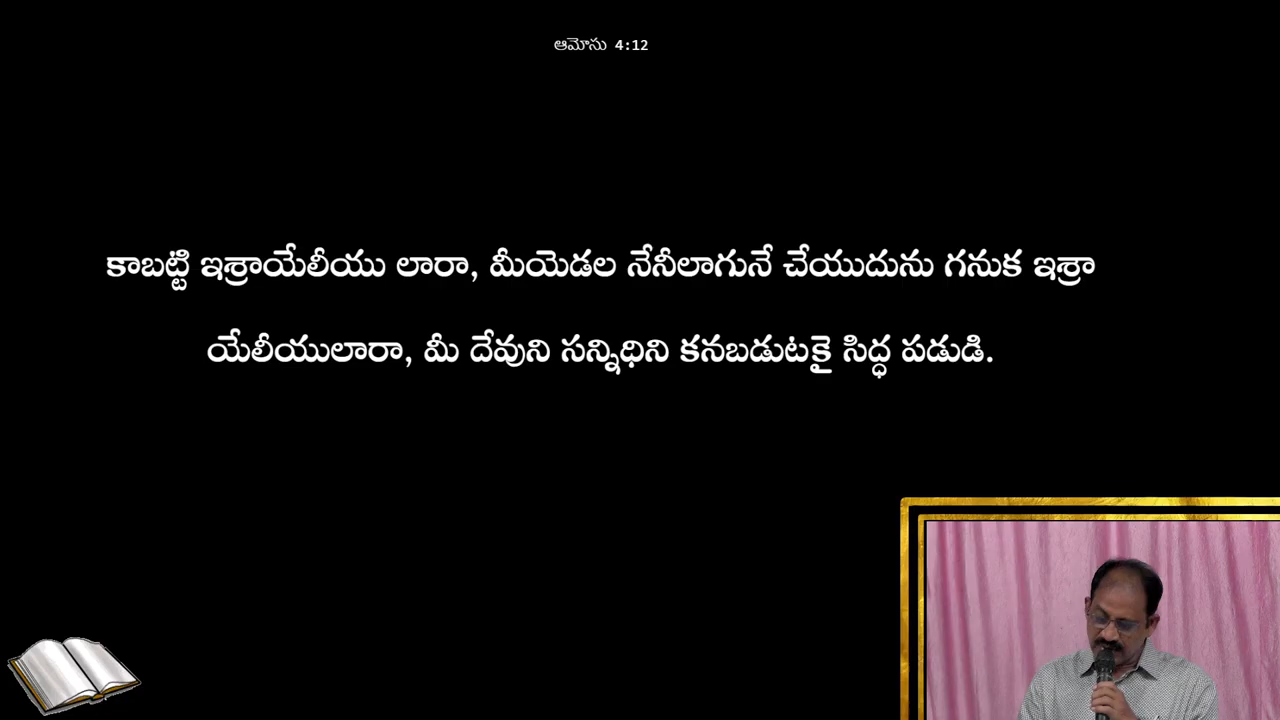 ఆమోసు 4:12
కాబట్టి ఇశ్రాయేలీయు లారా, మీయెడల నేనీలాగునే చేయుదును గనుక ఇశ్రా
యేలీయులారా, మీ దేవుని సన్నిధిని కనబడుటకై సిద్ధ పడుడి.